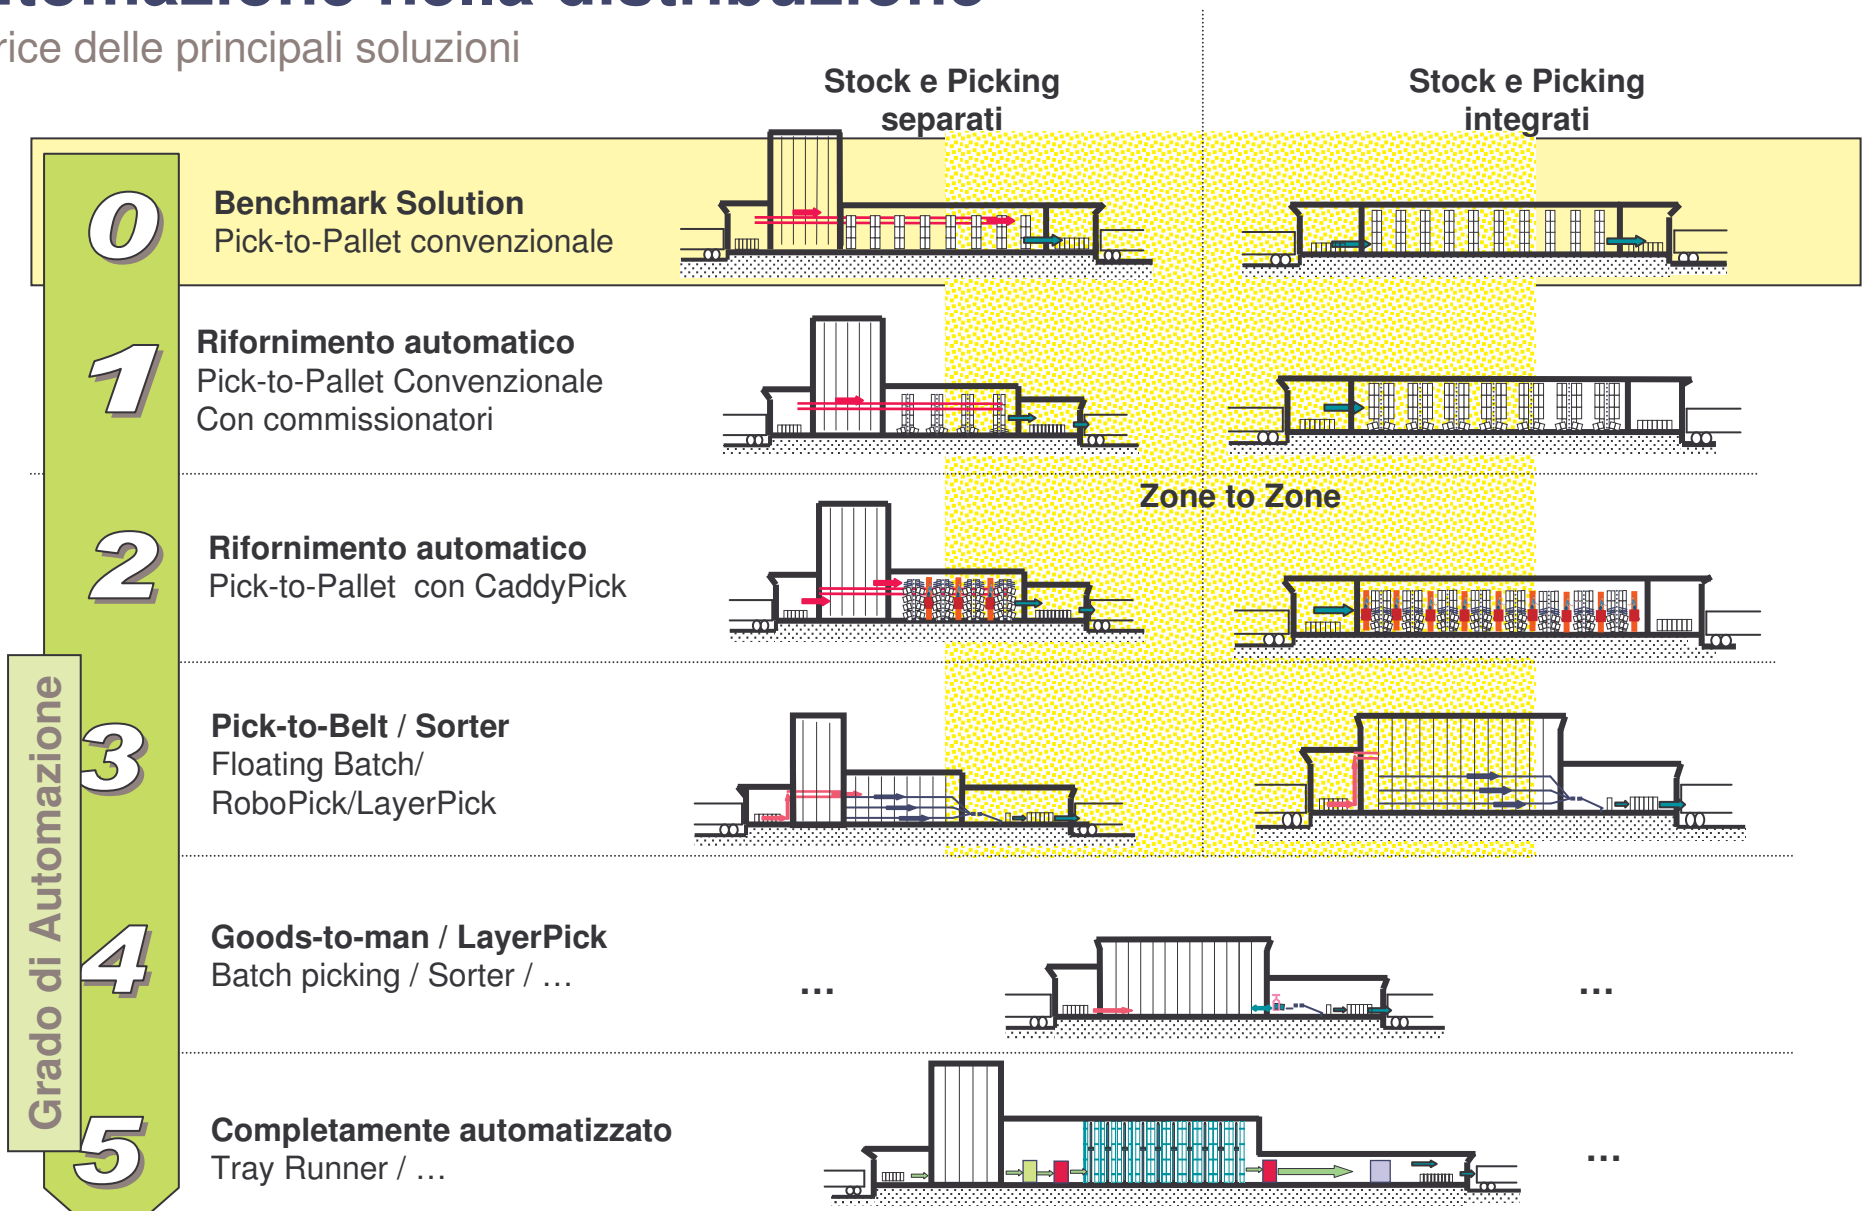 nella distribuzione
delle principali soluzioni
Stock e Picking
separati
Stock e Picking
integrati
0
Benchmark Solution
Pick-to-Pallet convenzionale
1
Rifornimento automatico
Pick-to-Pallet Convenzionale
Con commissionatori
Zone to Zone
2
Rifornimento automatico
Pick-to-Pallet con CaddyPick
Grado di Automazione
3
Pick-to-Belt / Sorter
Floating Batch/
RoboPick/LayerPick
4
Goods-to-man / LayerPick
Batch picking / Sorter / …
...
...
5
Completamente automatizzato
Tray Runner / …
...